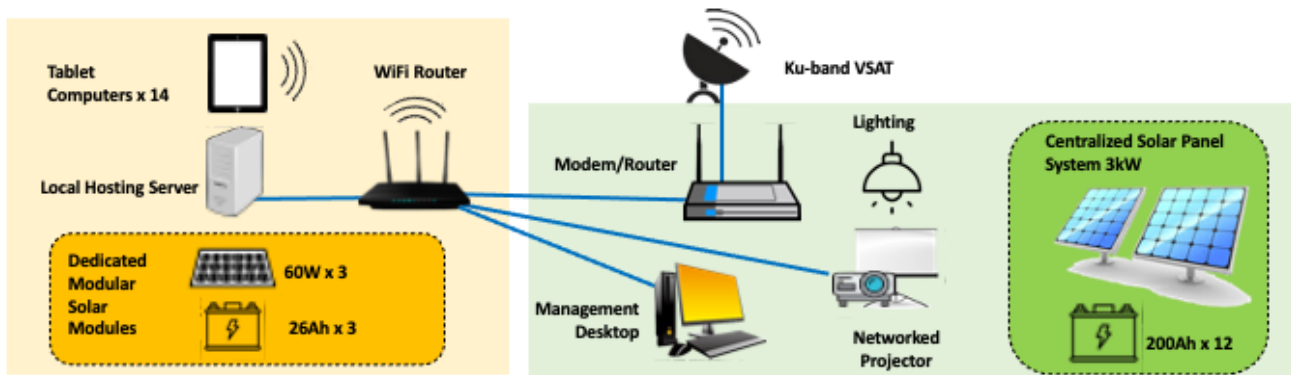 Tablet
Computers x 14
WiFi Router
Local Hosting Server
Dedicated
Modular
Solar
Modules
60W x 3
26Ah x 3
Ku-band VSAT
Modem/Router
Lighting
Management
Desktop
Networked
Projector
Centralized Solar Panel
System 3kW
200Ah x 12